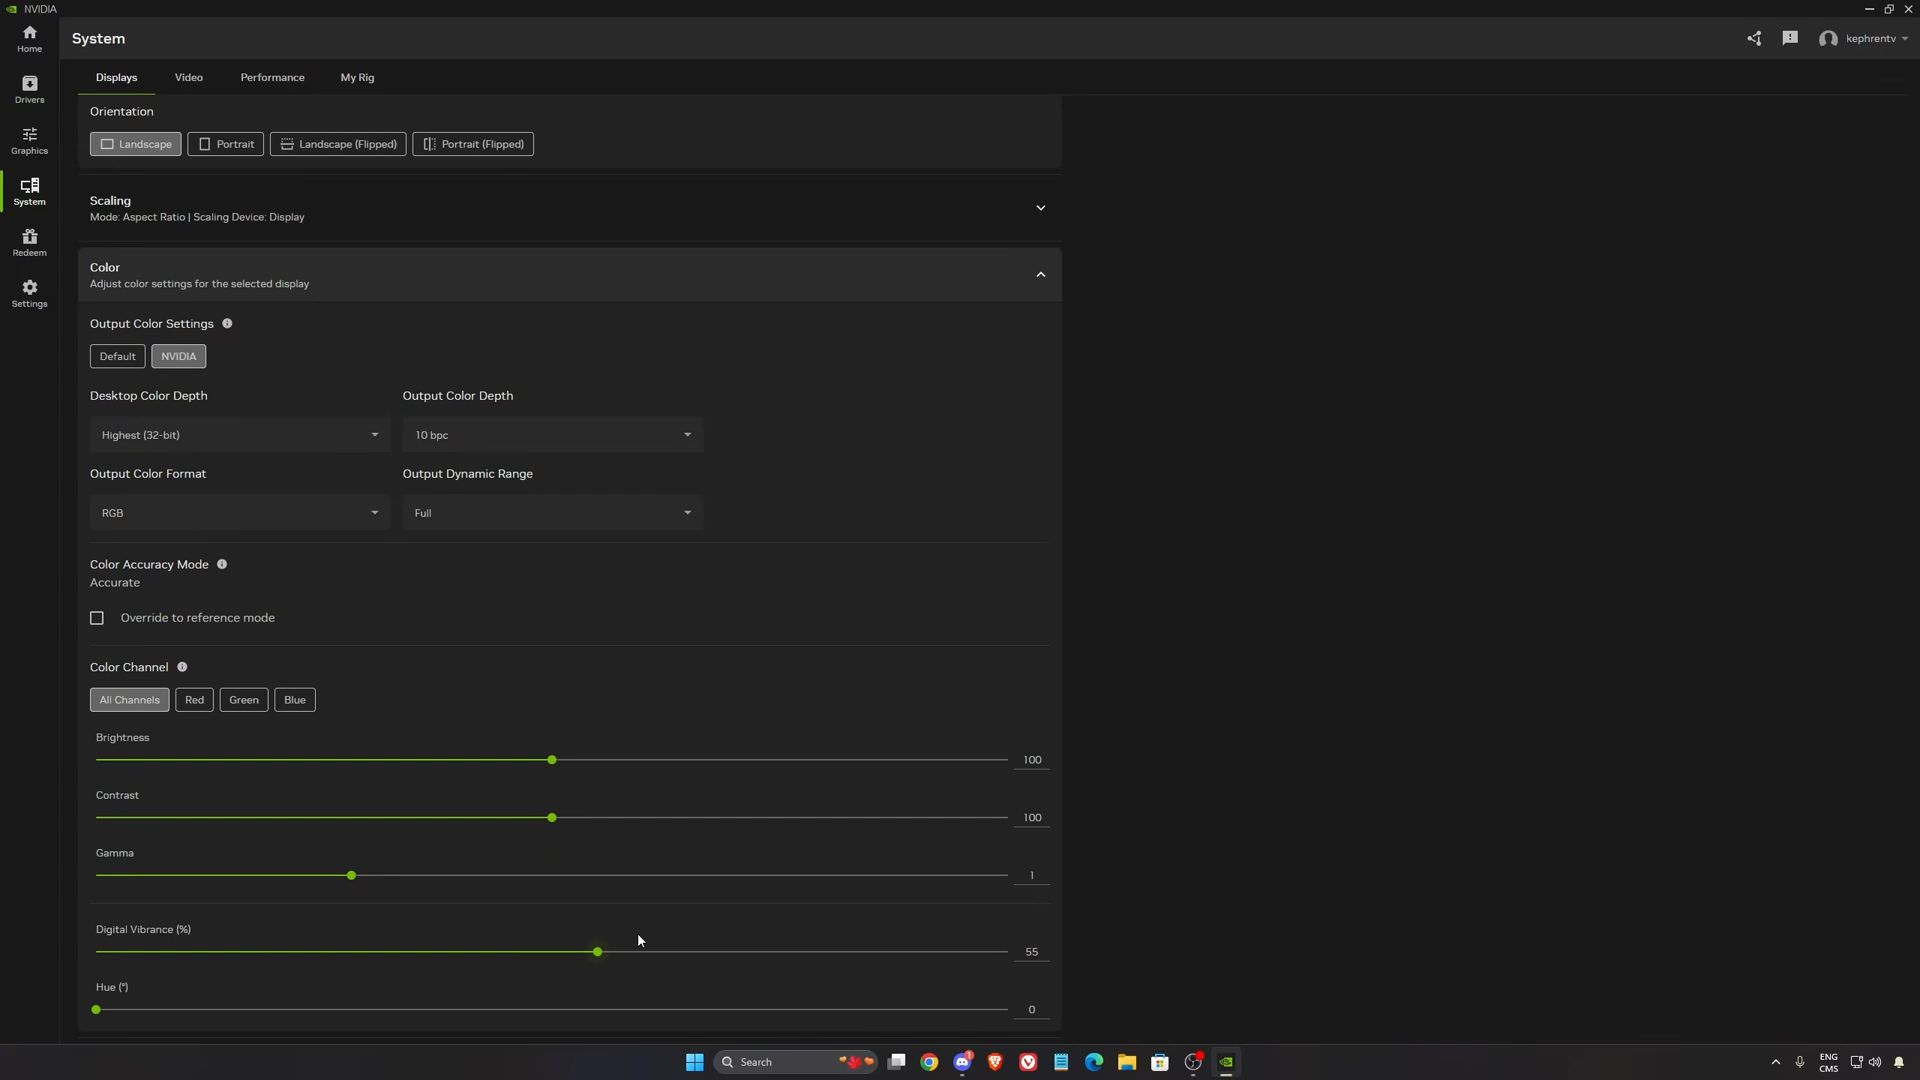 NVIDIA
System
kephrentv
Home
Drivers
Graphics
System
Redeem
Settings
Displays Video Performance My Rig
Orientation
Landscape Portrait Landscape (Flipped) Portrait (Flipped)
Scaling
Mode: Aspect Ratio | Scaling Device: Display
Color
Adjust color settings for the selected display
Output Color Settings
Default NVIDIA
Desktop Color Depth Output Color Depth
Highest (32-bit) 10 bpc
Output Color Format Output Dynamic Range
RGB Full
Color Accuracy Mode
Accurate
Override to reference mode
Color Channel
All Channels Red Green Blue
Brightness
100
Contrast
100
Gamma
1
Digital Vibrance (%)
55
Hue (°)
0
Search
1
ENG
CMS